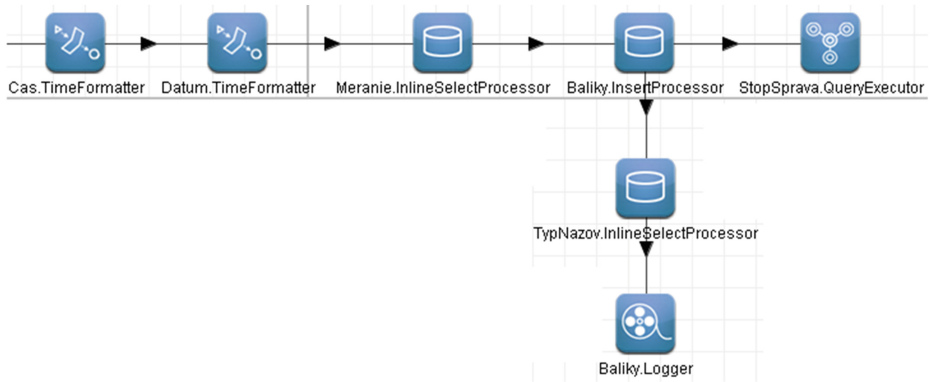 Cas.TimeFormatter Datum.TimeFormatter Meranie.InlineSelectProcessor Baliky.InsertProcessor StopSprava.QueryExecutor
TypNazov.InlineSelectProcessor
Baliky.Logger